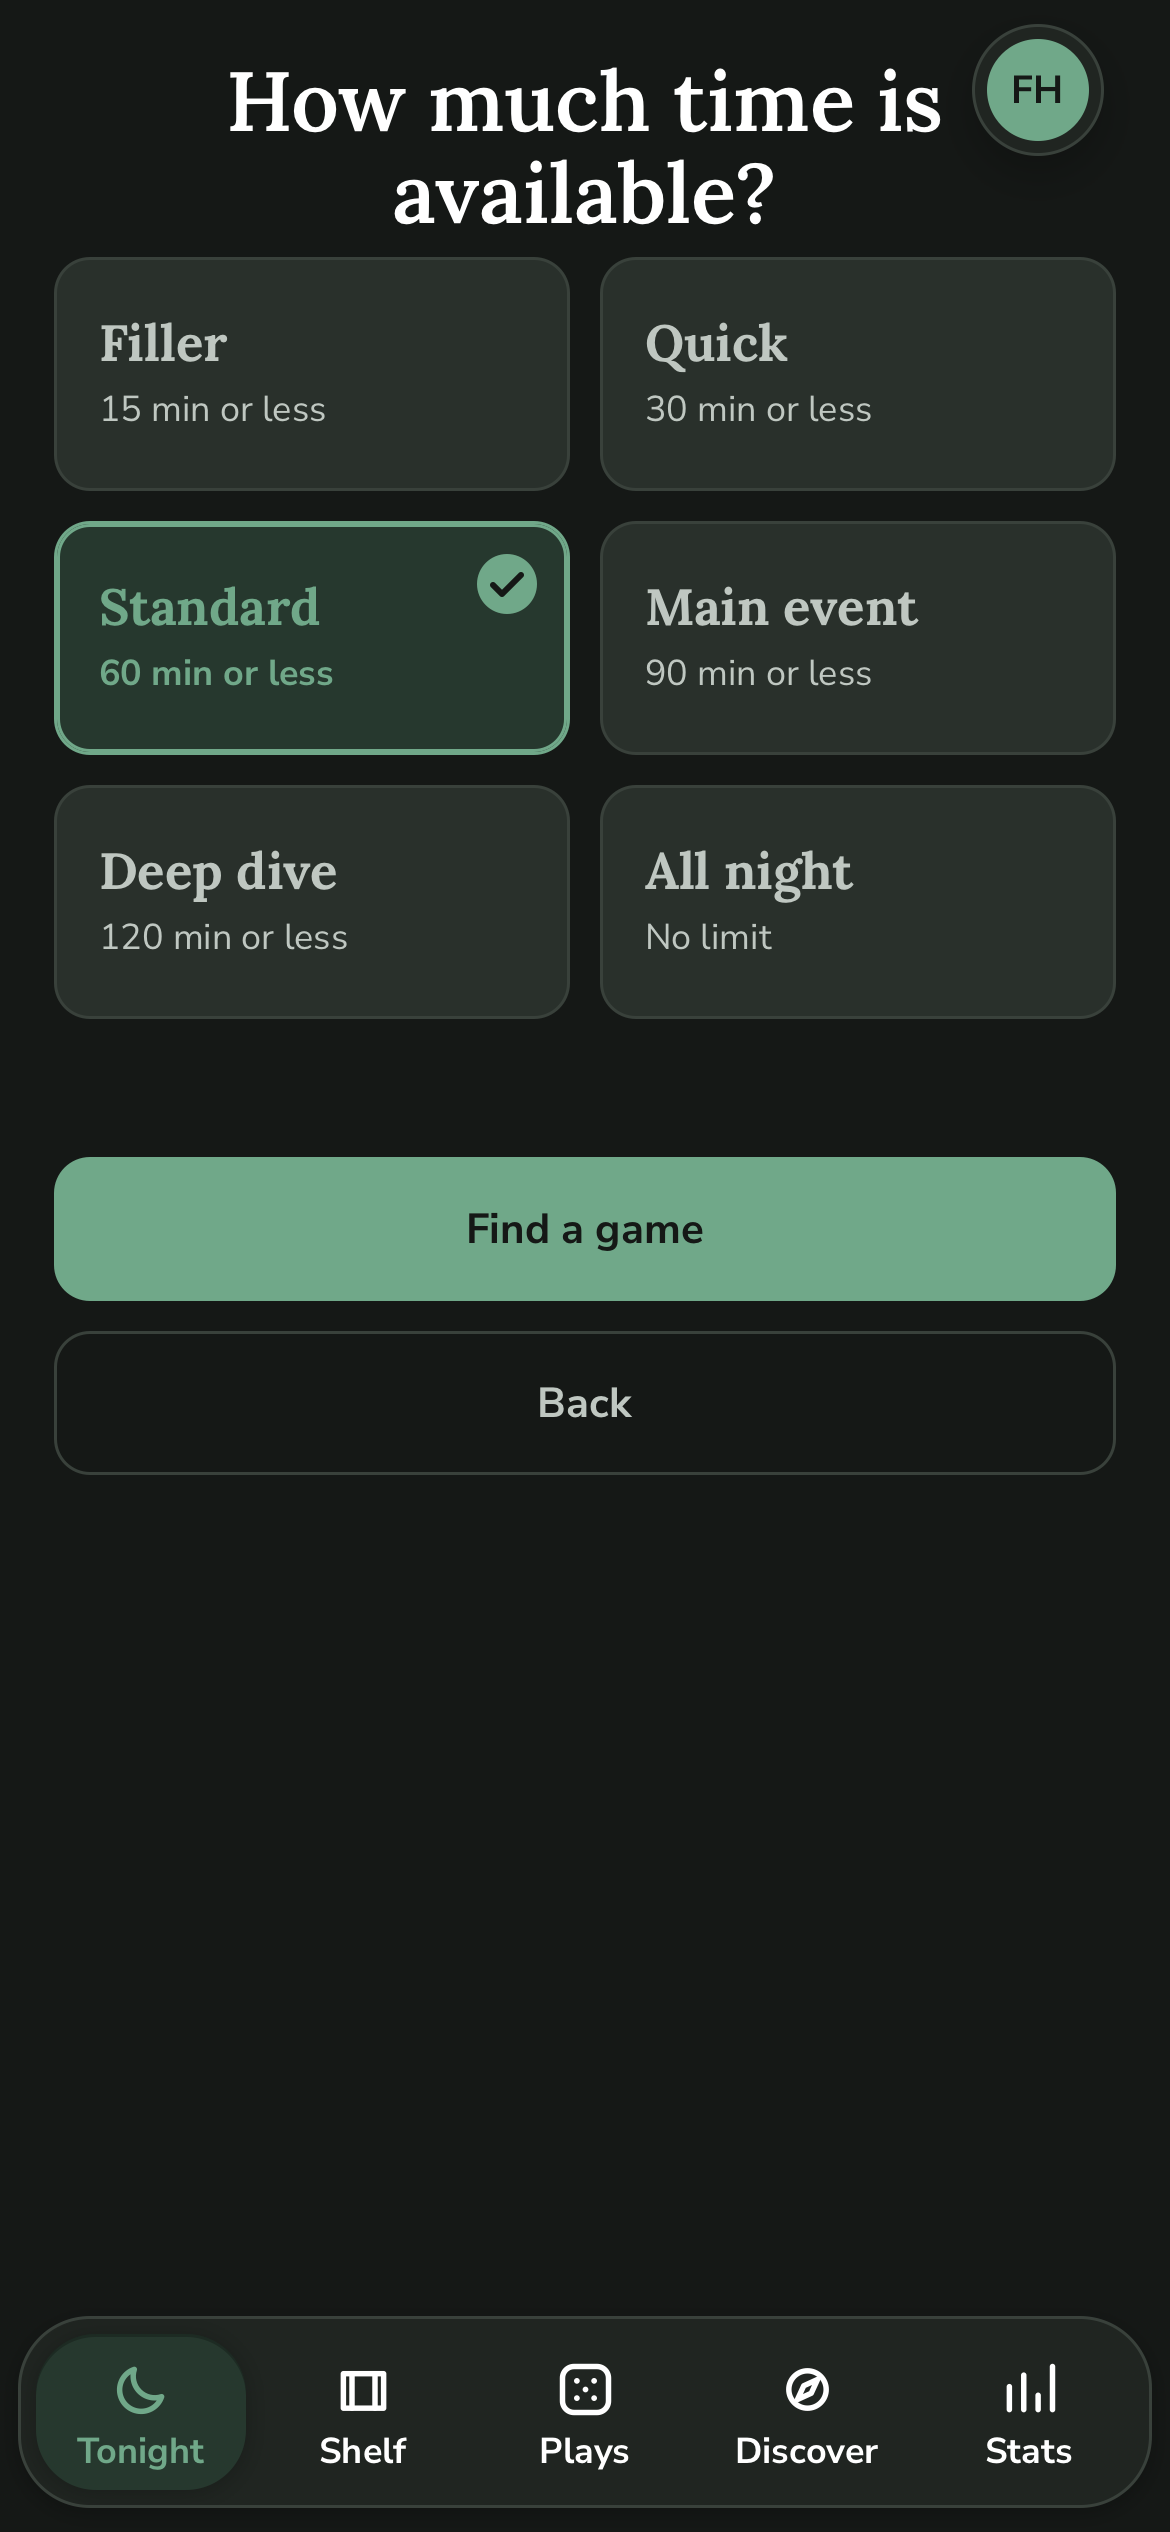 How much time is
available?
FH
Filler
15 min or less
Quick
30 min or less
Standard
60 min or less
Main event
90 min or less
Deep dive
120 min or less
All night
No limit
Find a game
Back
Tonight
Shelf
Plays
Discover
Stats